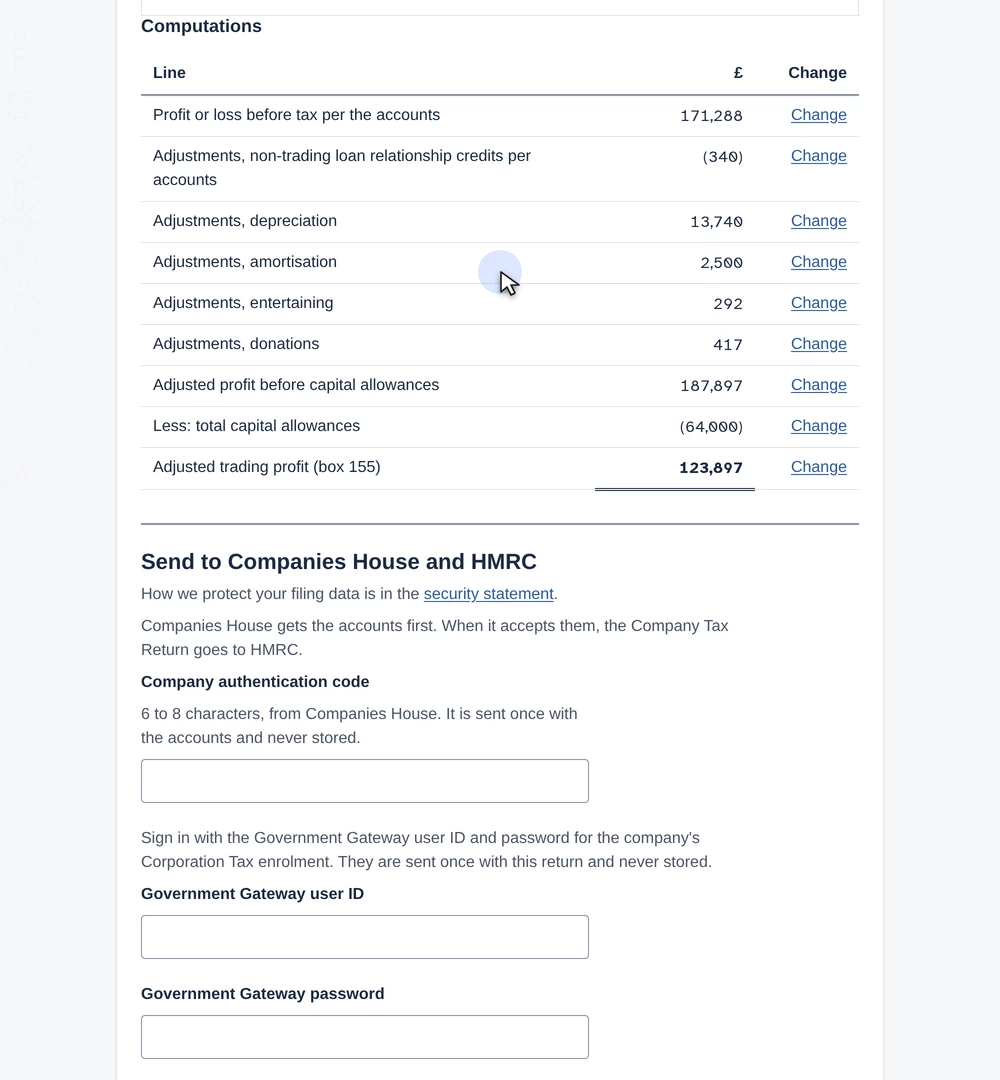 Computations
Line £ Change
Profit or loss before tax per the accounts 171,288 Change
Adjustments, non-trading loan relationship credits per (340) Change
accounts
Adjustments, depreciation 13,740 Change
Adjustments, amortisation 2,500 Change
Adjustments, entertaining 292 Change
Adjustments, donations 417 Change
Adjusted profit before capital allowances 187,897 Change
Less: total capital allowances (64,000) Change
Adjusted trading profit (box 155) 123,897 Change
Send to Companies House and HMRC
How we protect your filing data is in the security statement.
Companies House gets the accounts first. When it accepts them, the Company Tax
Return goes to HMRC.
Company authentication code
6 to 8 characters, from Companies House. It is sent once with
the accounts and never stored.
Sign in with the Government Gateway user ID and password for the company's
Corporation Tax enrolment. They are sent once with this return and never stored.
Government Gateway user ID
Government Gateway password